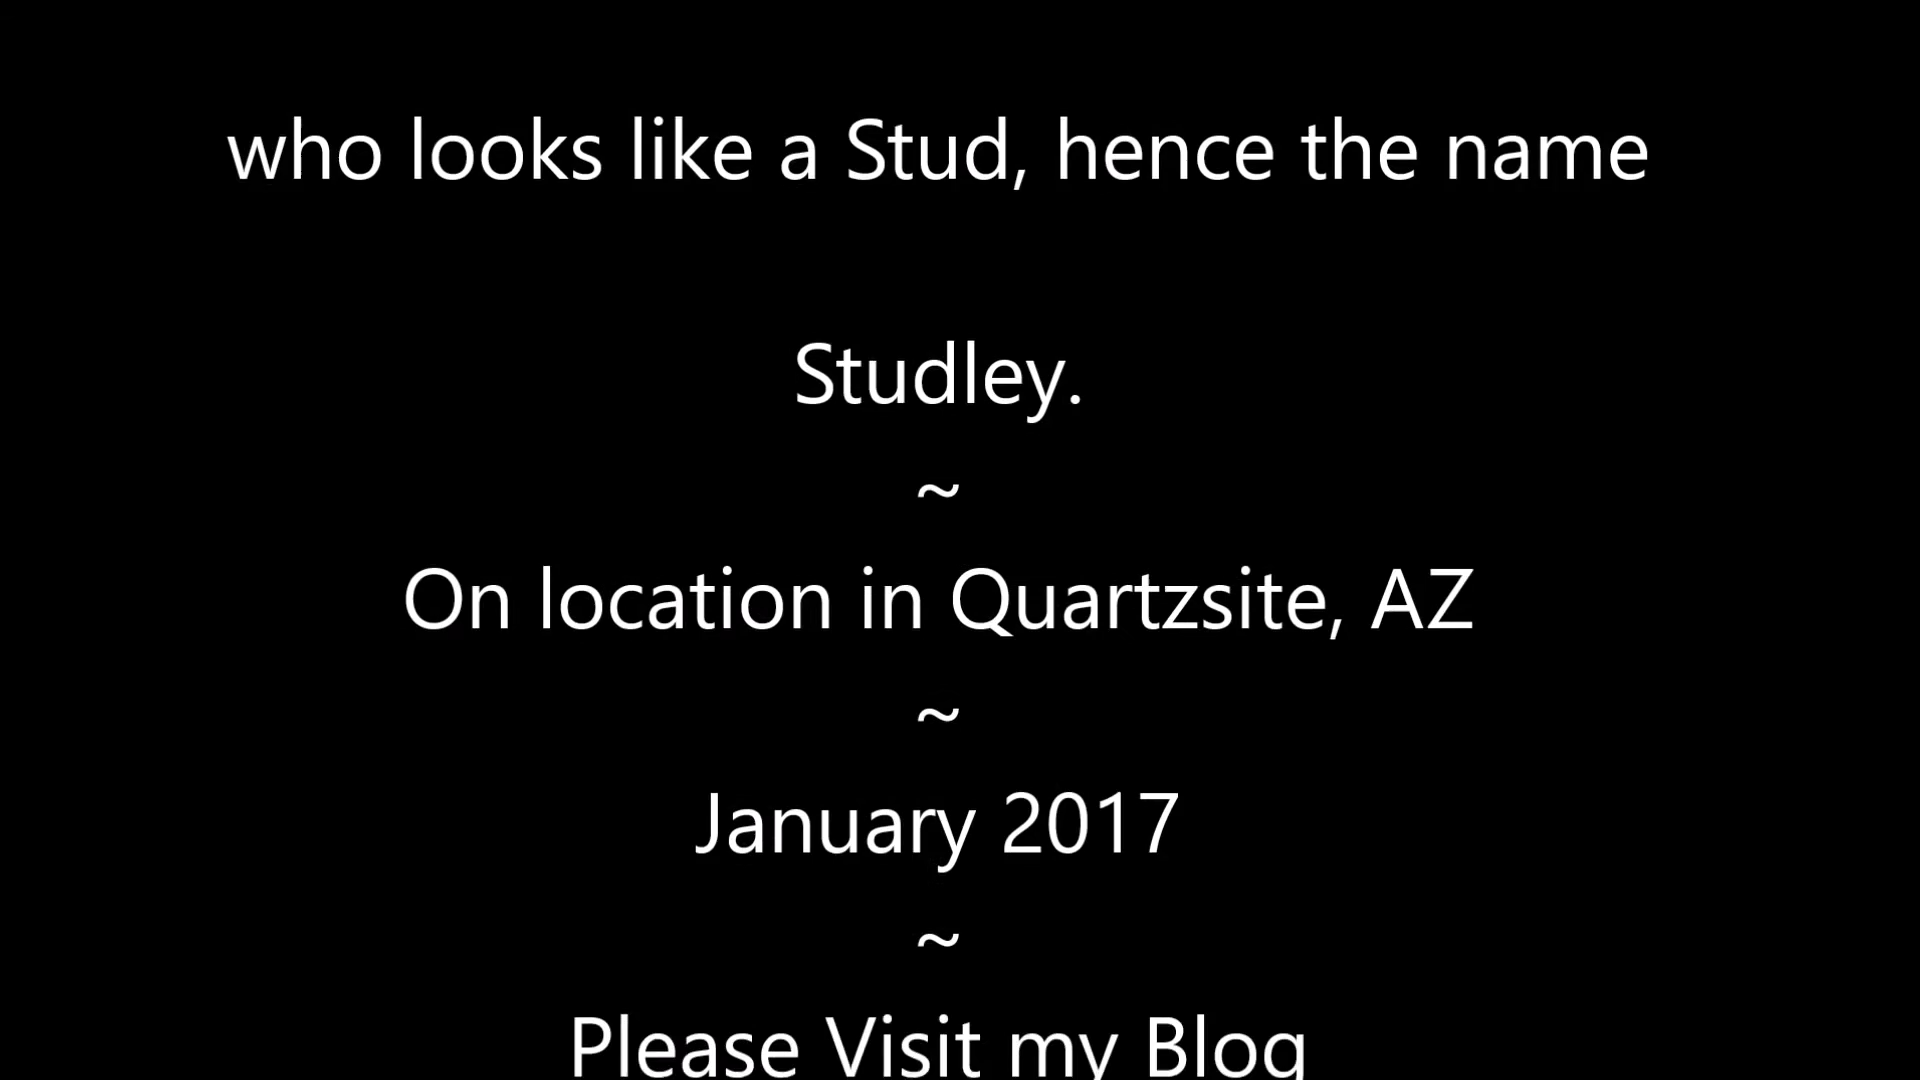 who looks like a Stud, hence the name
Studley.
~
On location in Quartzsite, AZ
~
January 2017
~
Please Visit my Blog